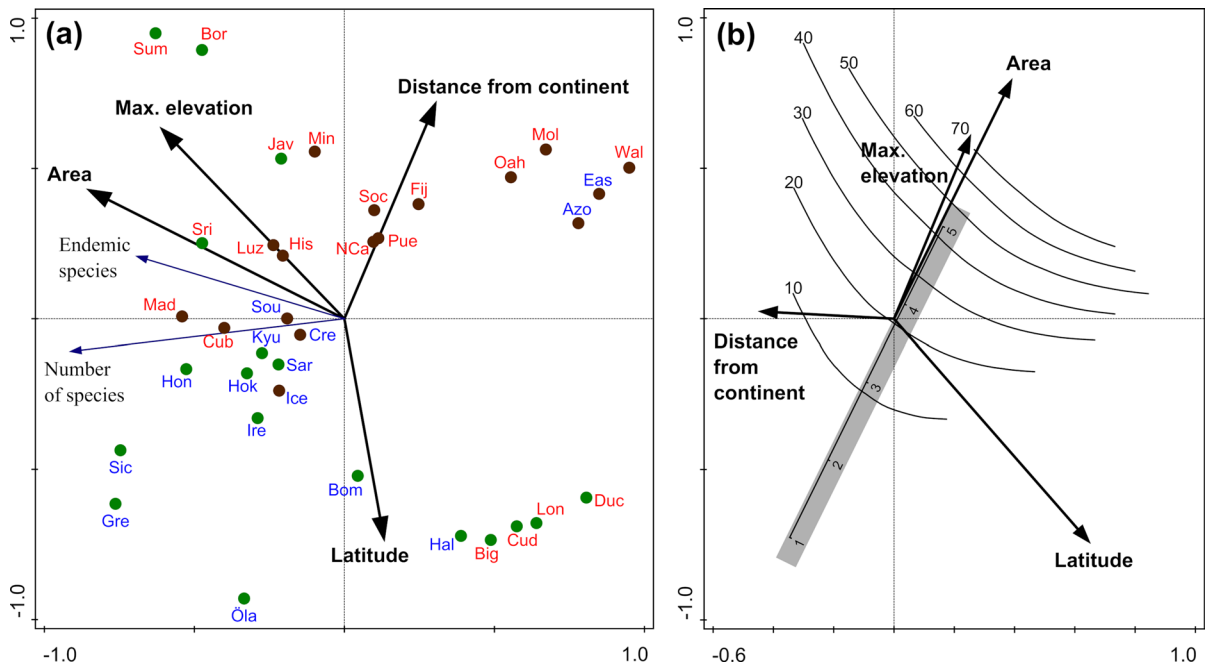 (a)
1.0
-1.0
-1.0
1.0
Sum
Bor
Max. elevation
Distance from continent
Jav
Min
Mol
Oah
Wal
Area
Eas
Soc
Fij
Azo
Sri
Endemic
species
Luz
His
NCa
Pue
Mad
Sou
Cub
Kyu
Cre
Number
of species
Hon
Hok
Sar
Ice
Ire
Sic
Bom
Gre
Duc
Lon
Latitude
Hal
Big
Cud
Öla
(b)
1.0
-1.0
-0.6
1.0
40
50
Area
60
30
70
Max.
elevation
20
5
10
4
Distance
from
continent
3
2
1
Latitude